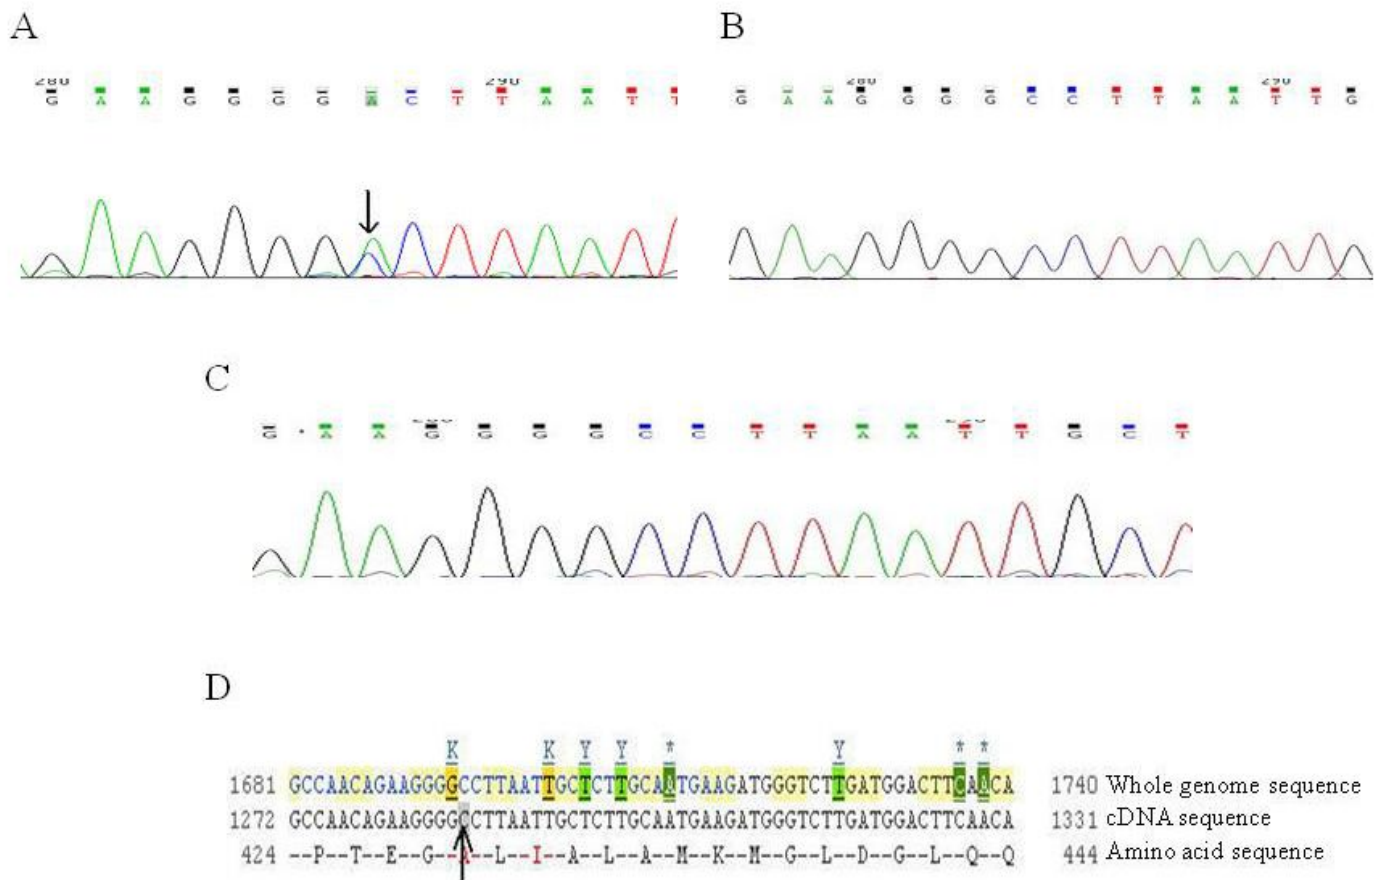 A
B
280 290
G A A G G G G A C T T A A T T
280 290
G A A G G G G C C T T A A T T G
C
G A A G G G G C C T T A A T T G C T
D
K K Y Y * Y * *
1681 GCCAACAGAAGGGGCCTTAATTGCTCTTGCAATGAAGATGGGTCTTGATGGACTTCAACA 1740 Whole genome sequence
1272 GCCAACAGAAGGGGCCTTAATTGCTCTTGCAATGAAGATGGGTCTTGATGGACTTCAACA 1331 cDNA sequence
424 --P--T--E--G--A--L--I--A--L--A--M--K--M--G--L--D--G--L--Q--Q 444 Amino acid sequence